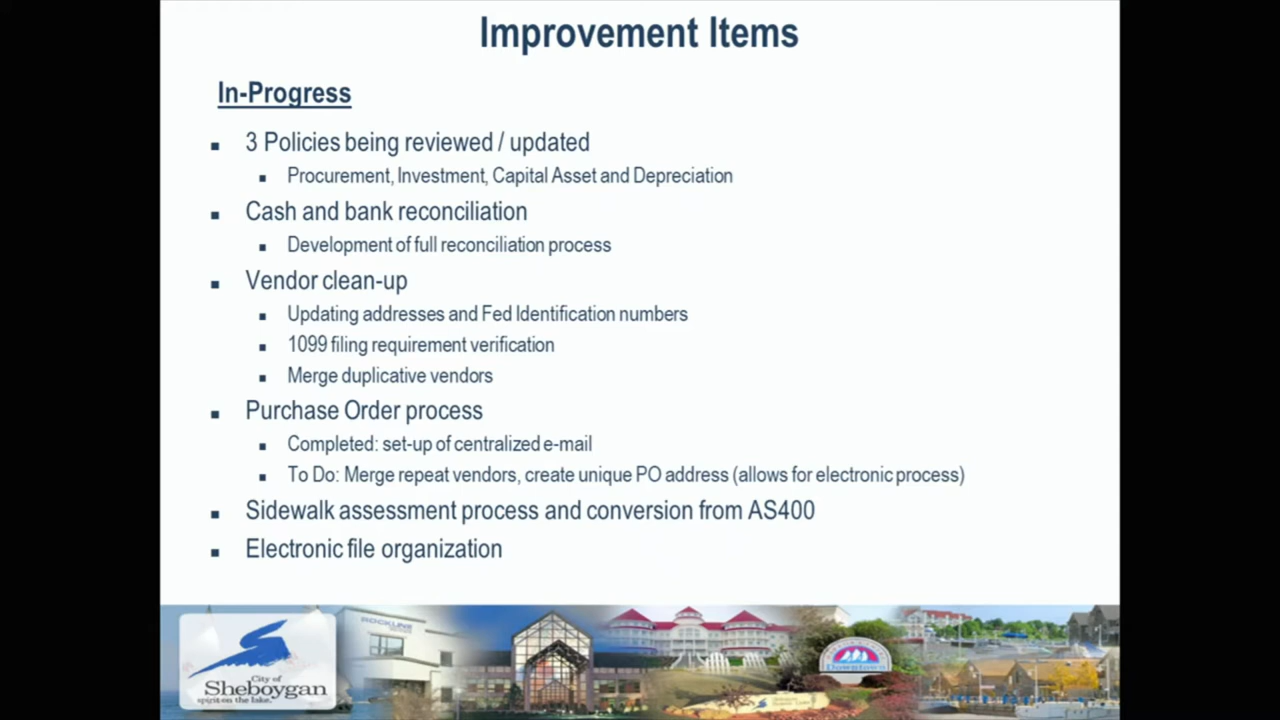 Improvement Items
In-Progress
3 Policies being reviewed / updated
Procurement, Investment, Capital Asset and Depreciation
Cash and bank reconciliation
Development of full reconciliation process
Vendor clean-up
Updating addresses and Fed Identification numbers
1099 filing requirement verification
Merge duplicative vendors
Purchase Order process
Completed: set-up of centralized e-mail
To Do: Merge repeat vendors, create unique PO address (allows for electronic process)
Sidewalk assessment process and conversion from AS400
Electronic file organization
City of
Sheboygan
spirit on the lake.
ROCKLINE
Downtown